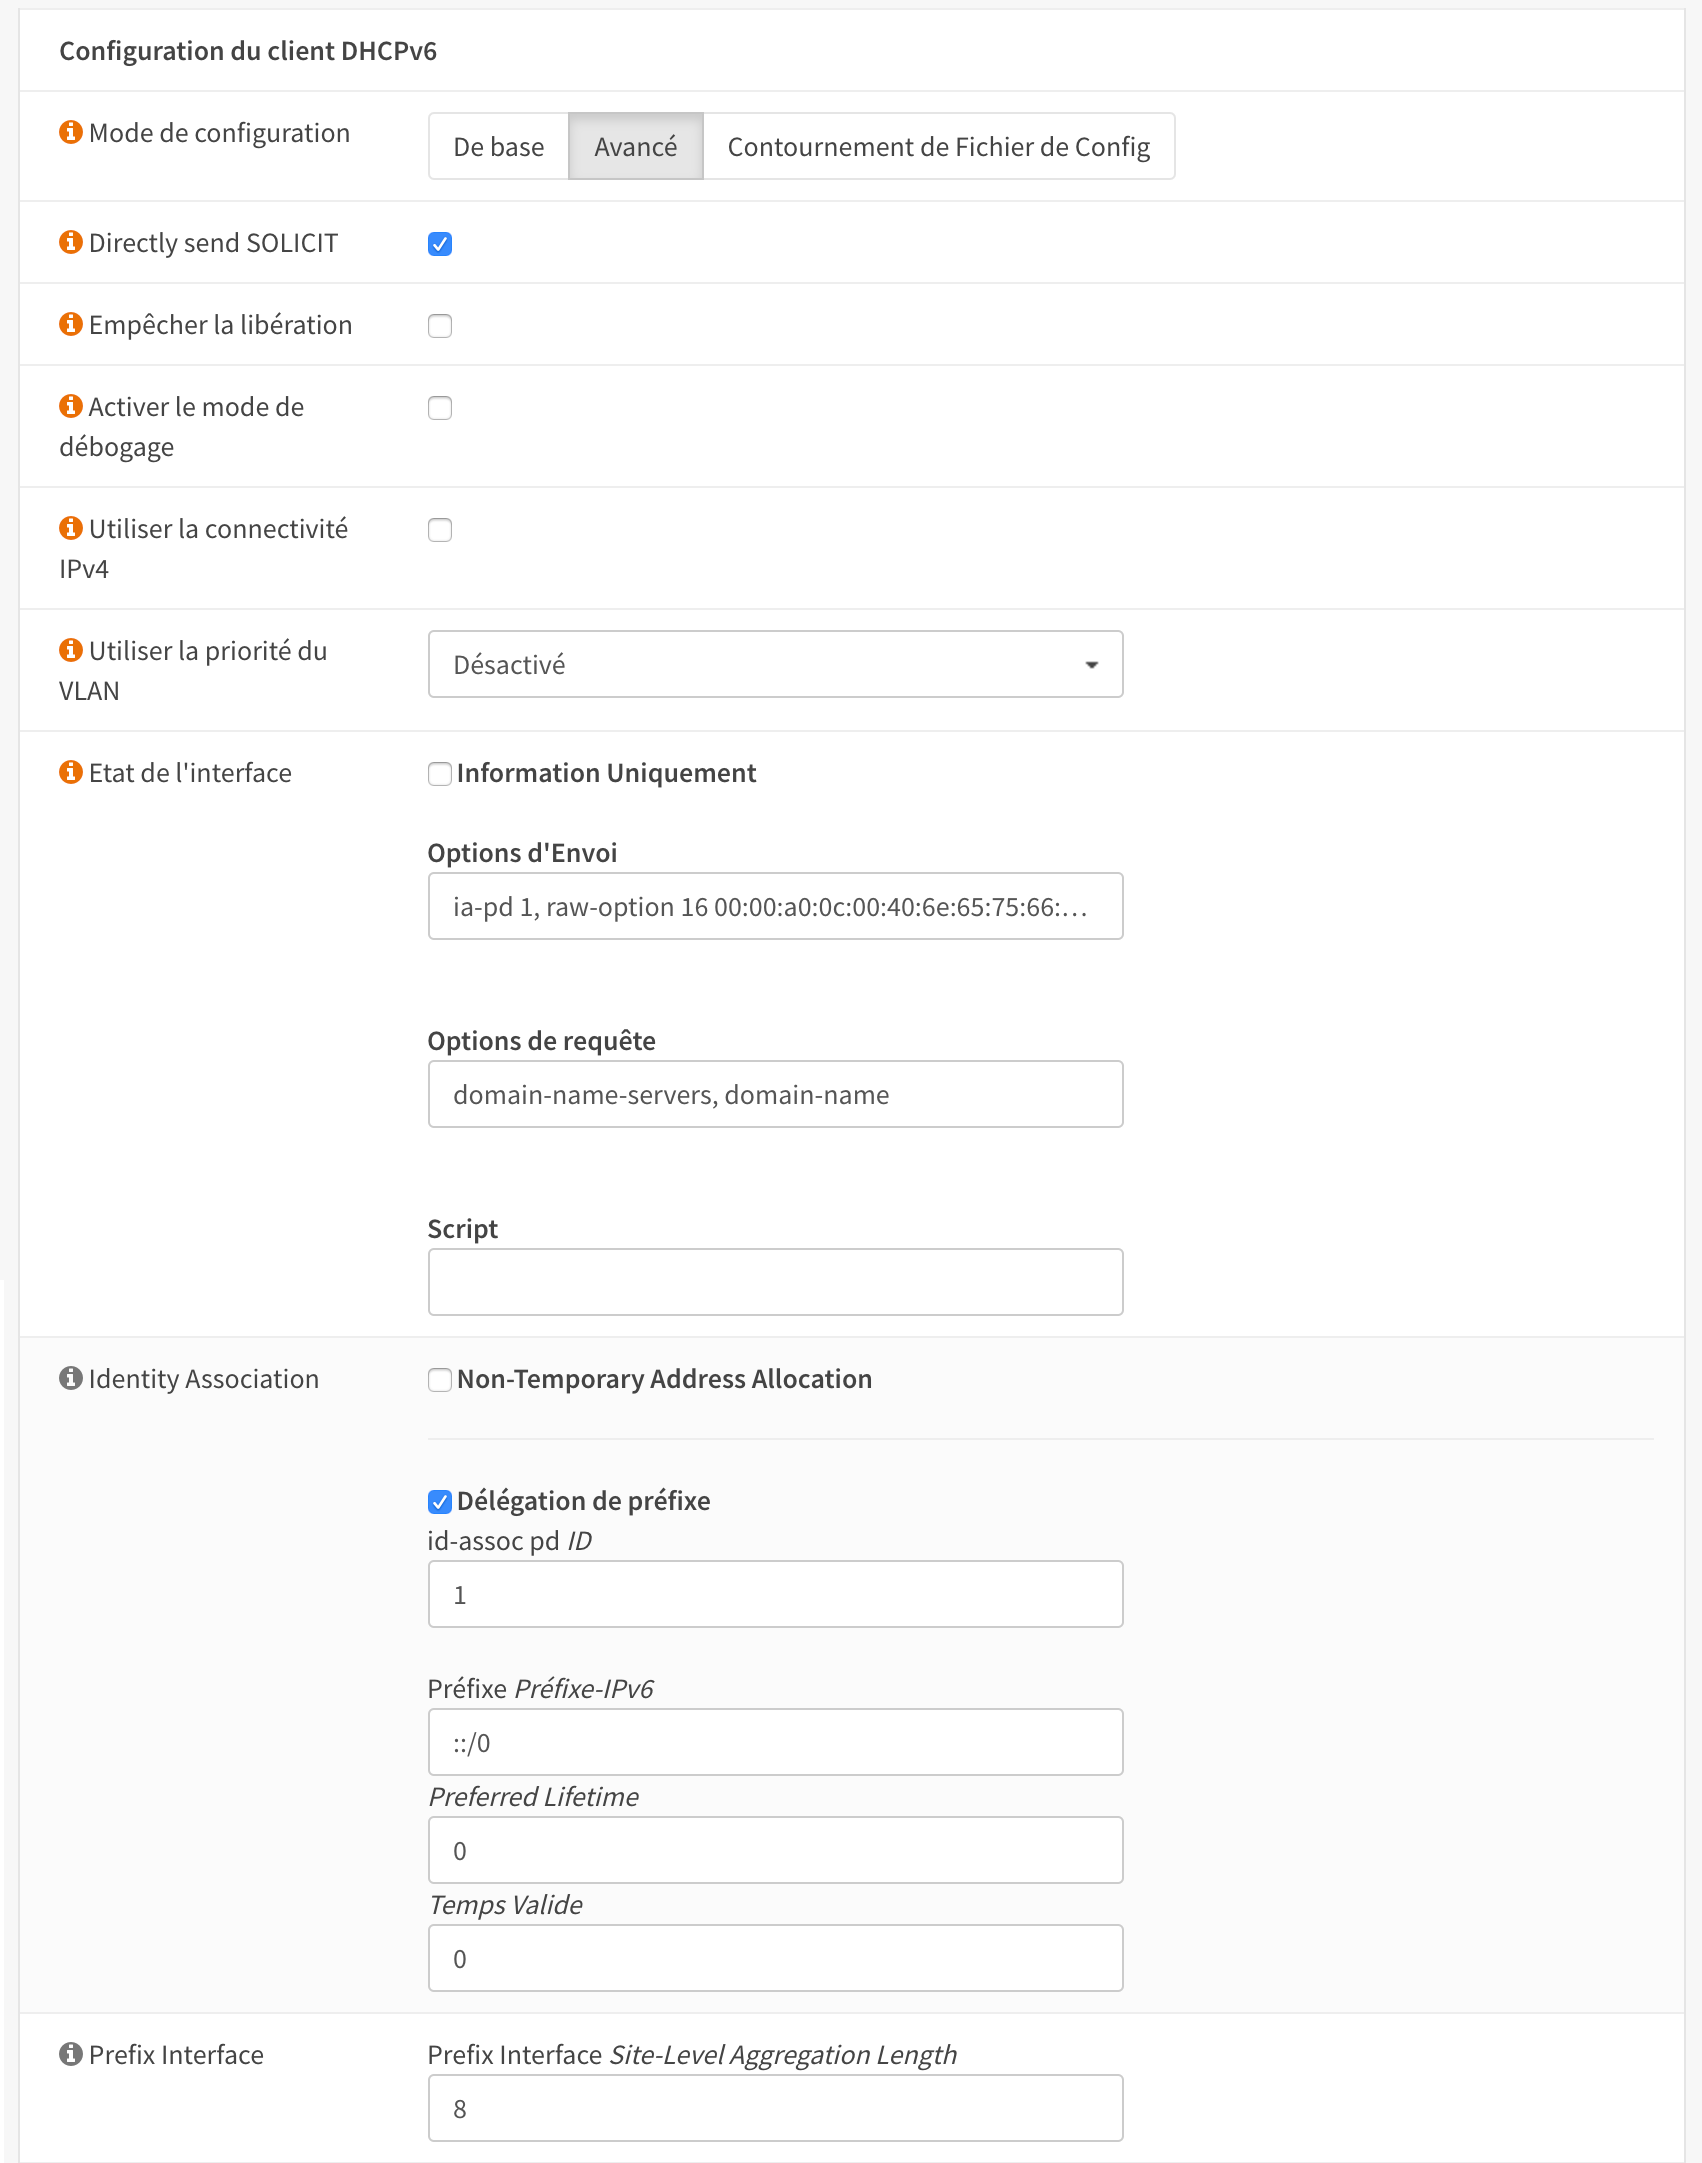 Configuration du client DHCPv6
Mode de configuration
De base
Avancé
Contournement de Fichier de Config
Directly send SOLICIT
Empêcher la libération
Activer le mode de
débogage
Utiliser la connectivité
IPv4
Utiliser la priorité du
VLAN
Désactivé
Etat de l'interface
Information Uniquement
Options d'Envoi
ia-pd 1, raw-option 16 00:00:a0:0c:00:40:6e:65:75:66:…
Options de requête
domain-name-servers, domain-name
Script
Identity Association
Non-Temporary Address Allocation
Délégation de préfixe
id-assoc pd ID
1
Préfixe Préfixe-IPv6
::/0
Preferred Lifetime
0
Temps Valide
0
Prefix Interface
Prefix Interface Site-Level Aggregation Length
8